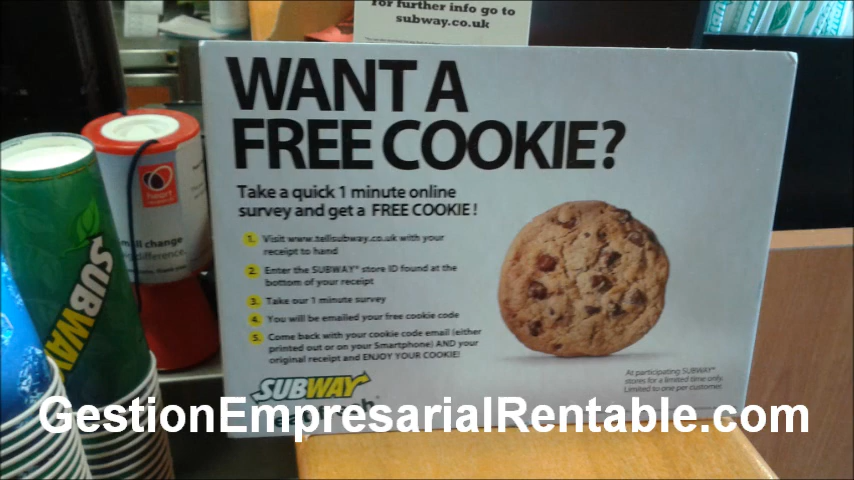 For further info go to
subway.co.uk
WANT A
FREE COOKIE?
Take a quick 1 minute online
survey and get a FREE COOKIE!
1. Visit www.tellsubway.co.uk with your
receipt to hand
2. Enter the SUBWAY® store ID found at the
bottom of your receipt
3. Take our 1 minute survey
4. You will be emailed your free cookie code
5. Come back with your cookie code email (either
printed out or on your Smartphone) AND your
original receipt and ENJOY YOUR COOKIE!
At participating SUBWAY®
stores for a limited time only.
Limited to one per customer.
SUBWAY
GestionEmpresarialRentable.com
heart
change
difference.
SUBWAY